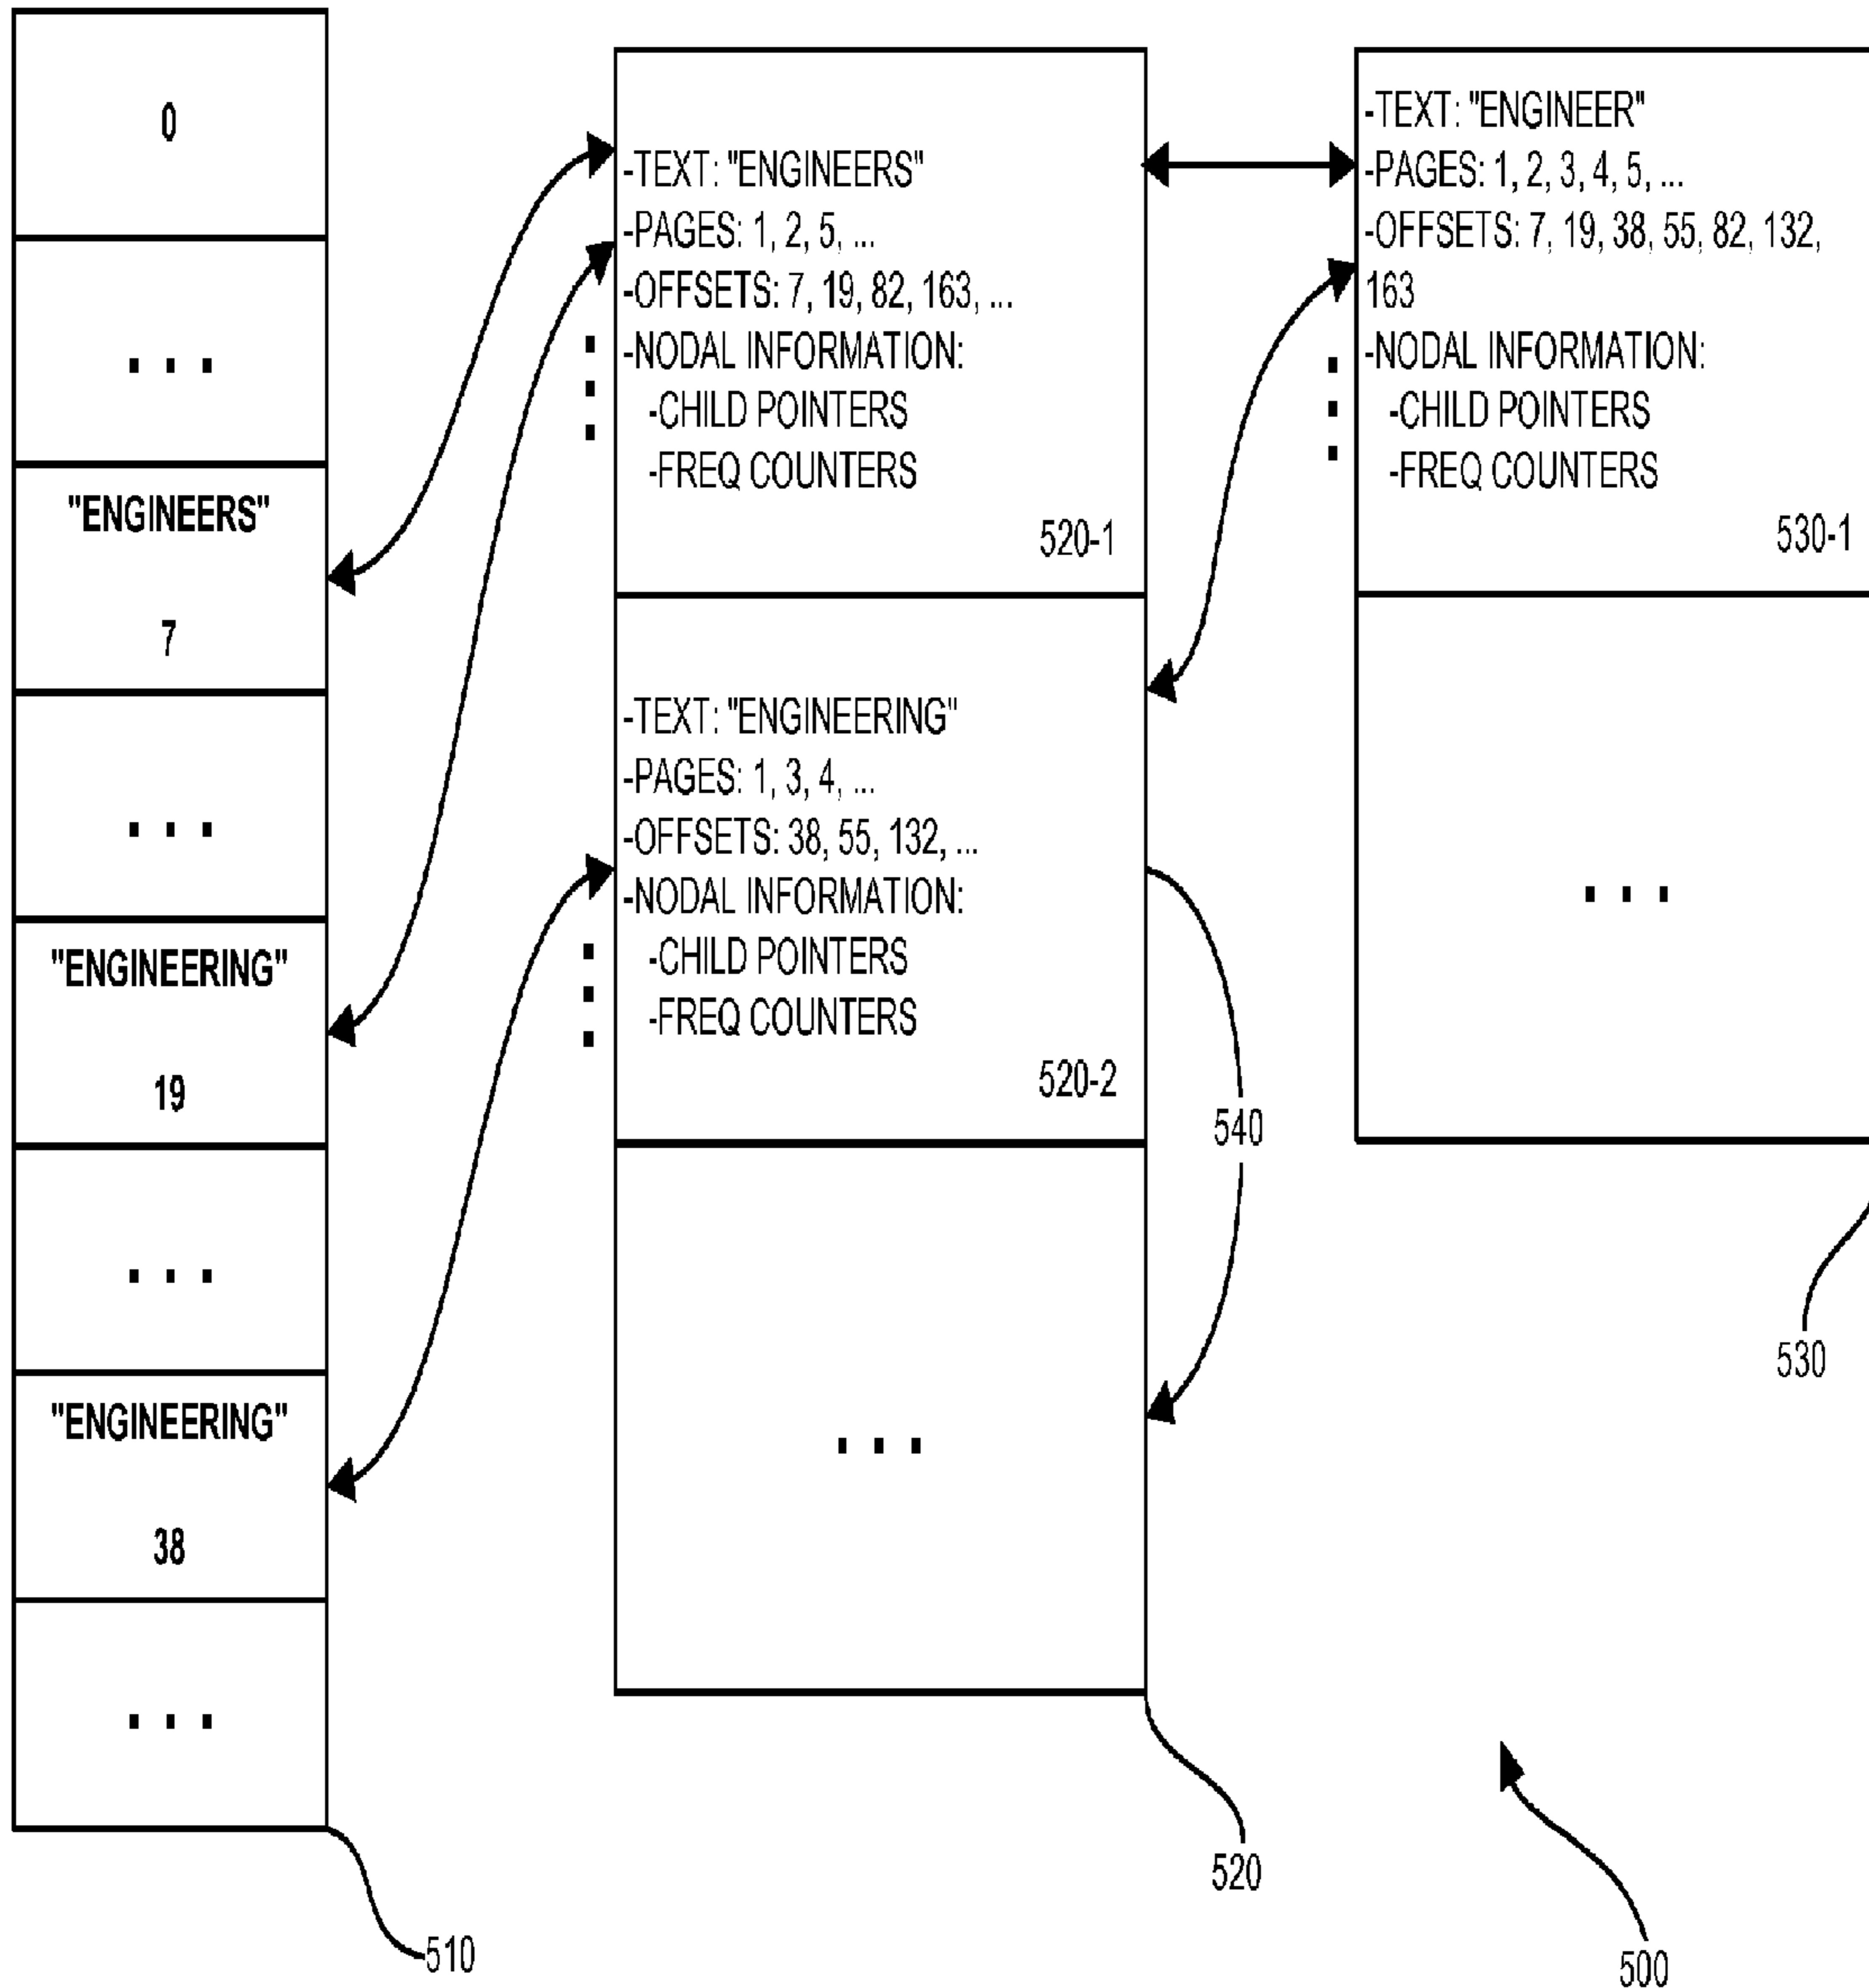 0
. . .
"ENGINEERS"
7
. . .
"ENGINEERING"
19
. . .
"ENGINEERING"
38
. . .
510
-TEXT: "ENGINEERS"
-PAGES: 1, 2, 5, ...
-OFFSETS: 7, 19, 82, 163, ...
-NODAL INFORMATION:
-CHILD POINTERS
-FREQ COUNTERS
520-1
-TEXT: "ENGINEERING"
-PAGES: 1, 3, 4, ...
-OFFSETS: 38, 55, 132, ...
-NODAL INFORMATION:
-CHILD POINTERS
-FREQ COUNTERS
520-2
. . .
540
520
-TEXT: "ENGINEER"
-PAGES: 1, 2, 3, 4, 5, ...
-OFFSETS: 7, 19, 38, 55, 82, 132,
163
-NODAL INFORMATION:
-CHILD POINTERS
-FREQ COUNTERS
530-1
. . .
530
500